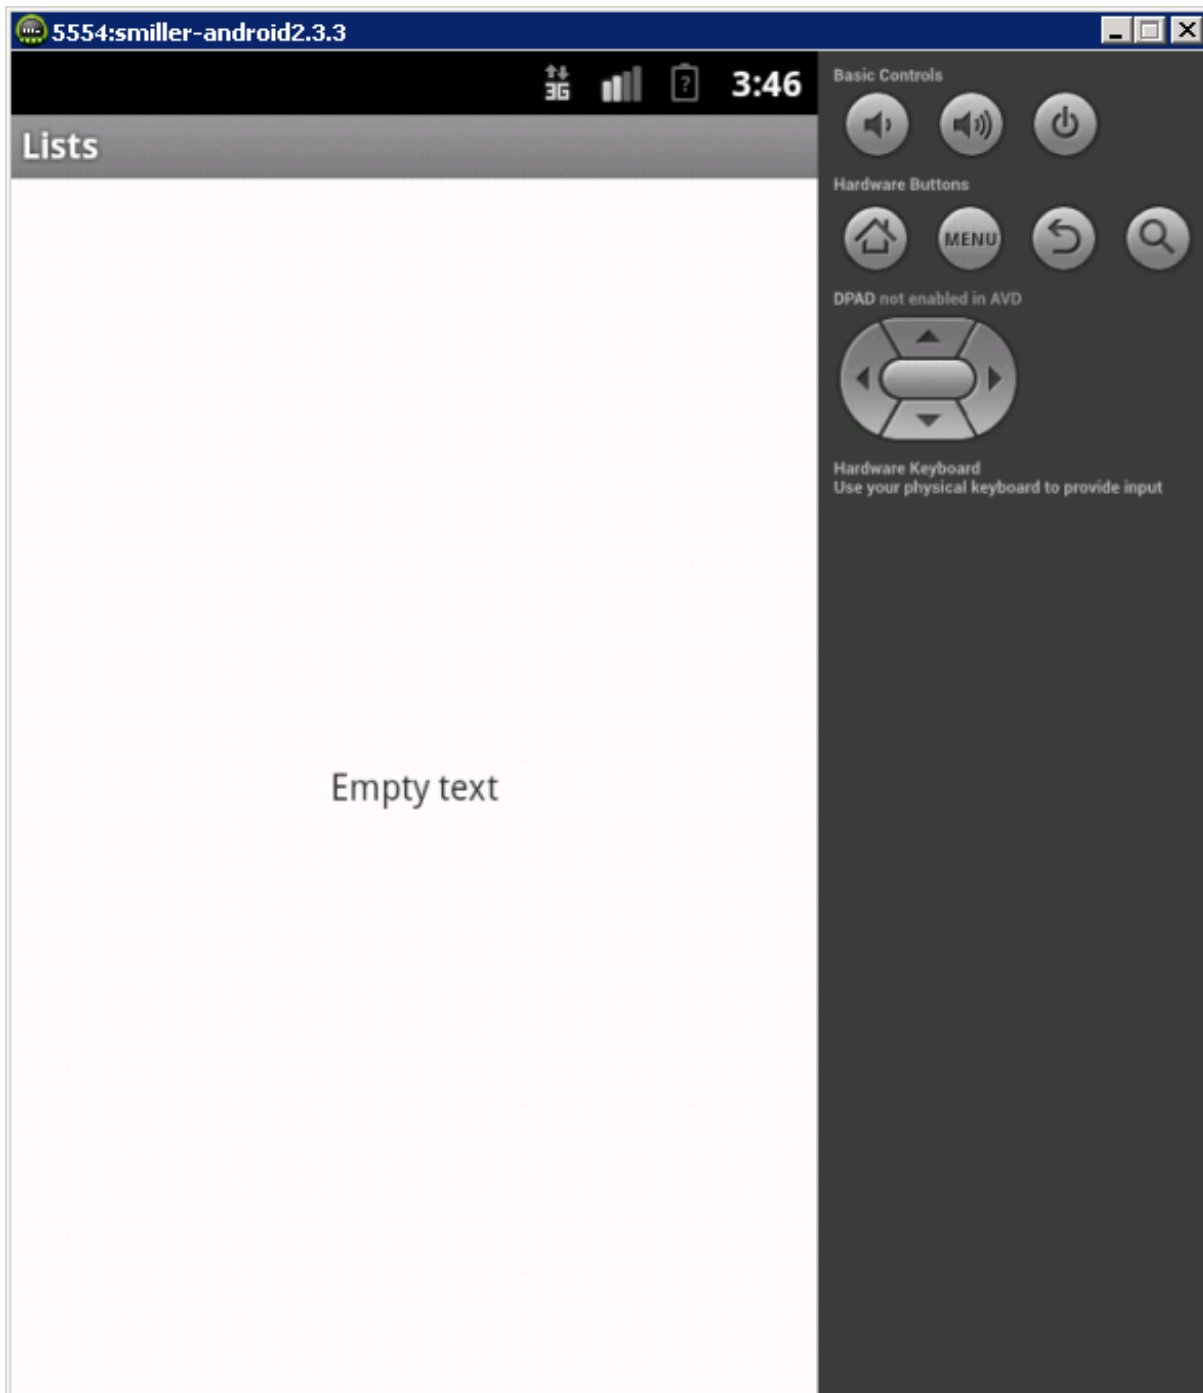 5554:smiller-android2.3.3
3G
?
3:46
Lists
Empty text
Basic Controls
Hardware Buttons
MENU
DPAD not enabled in AVD
Hardware Keyboard
Use your physical keyboard to provide input